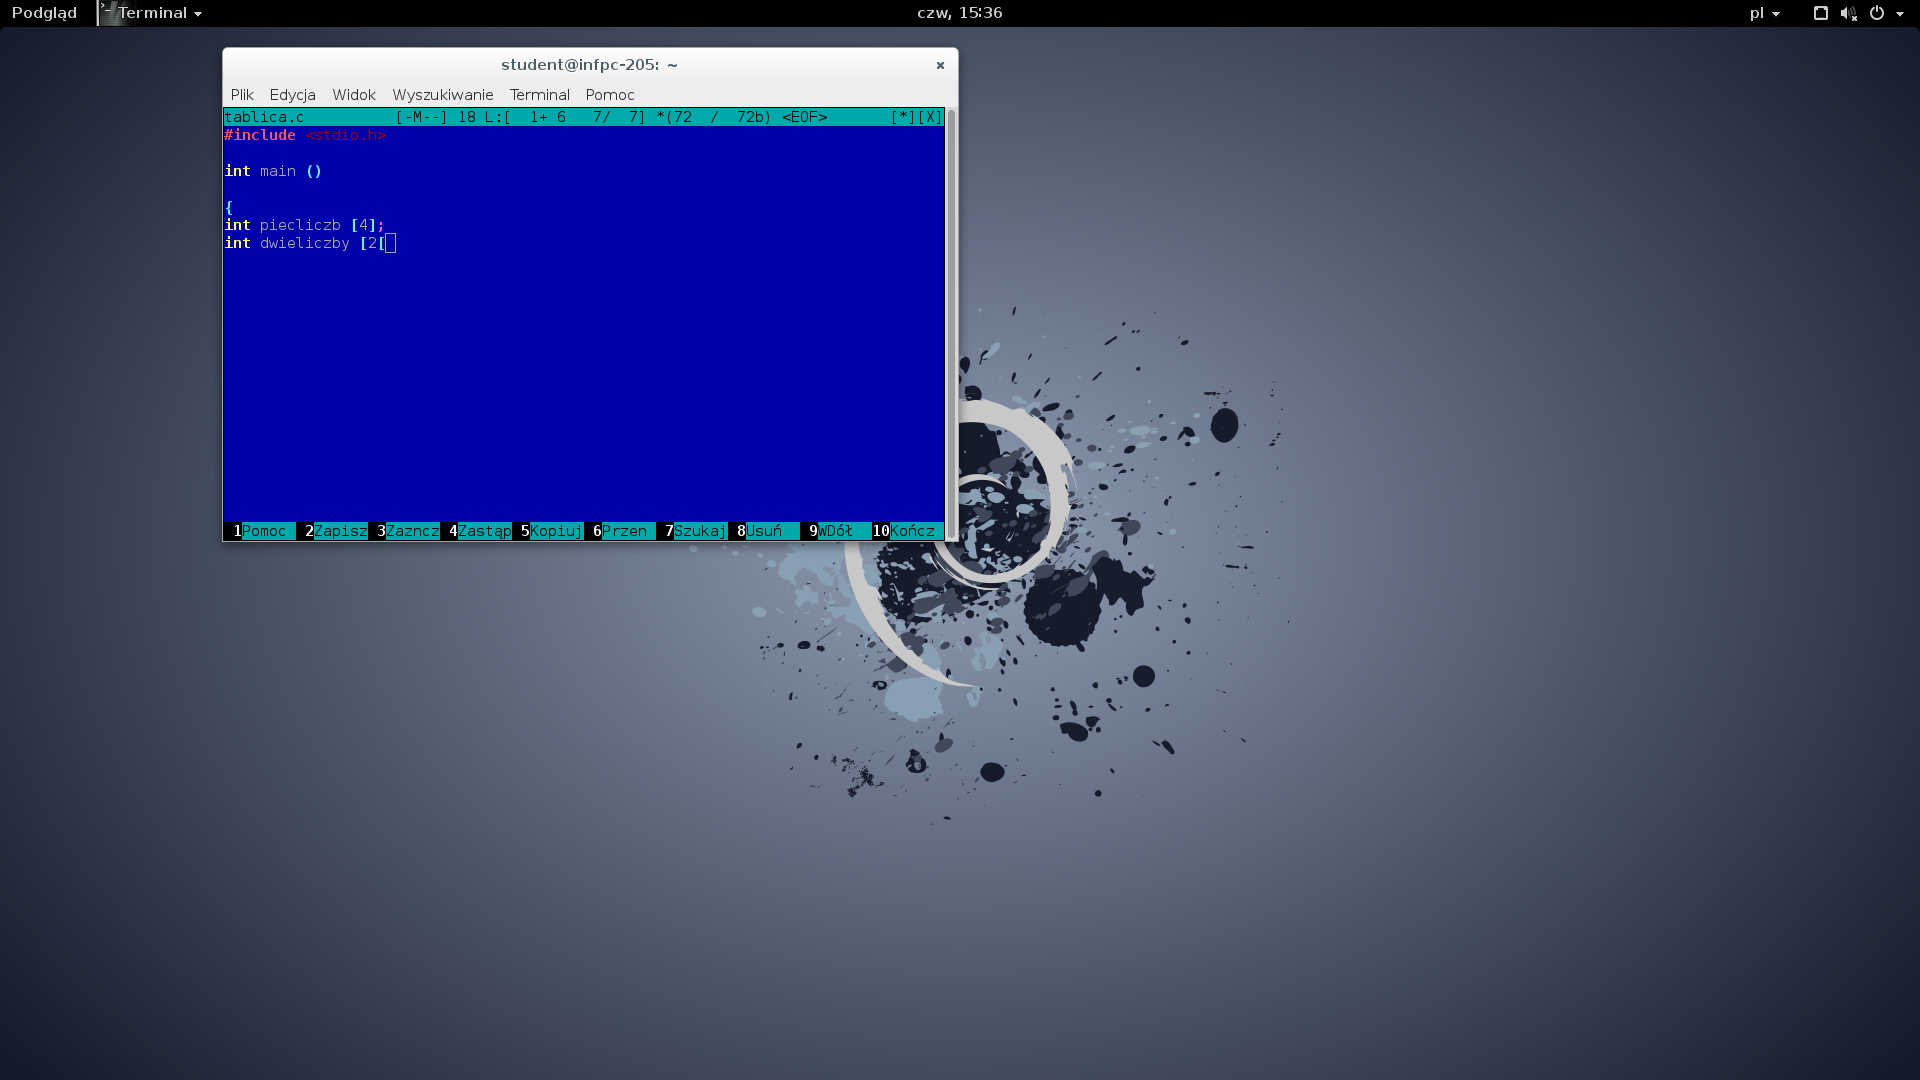 Podgląd Terminal czw, 15:36 pl
student@infpc-205: ~
Plik Edycja Widok Wyszukiwanie Terminal Pomoc
tablica.c [-M--] 18 L:[ 1+ 6 7/ 7] *(72 / 72b) <EOF> [*][X]
#include <stdio.h>
int main ()
{
int piecliczb [4];
int dwieliczby [2[
1Pomoc 2Zapisz 3Zazncz 4Zastąp 5Kopiuj 6Przen 7Szukaj 8Usuń 9WDół 10Kończ